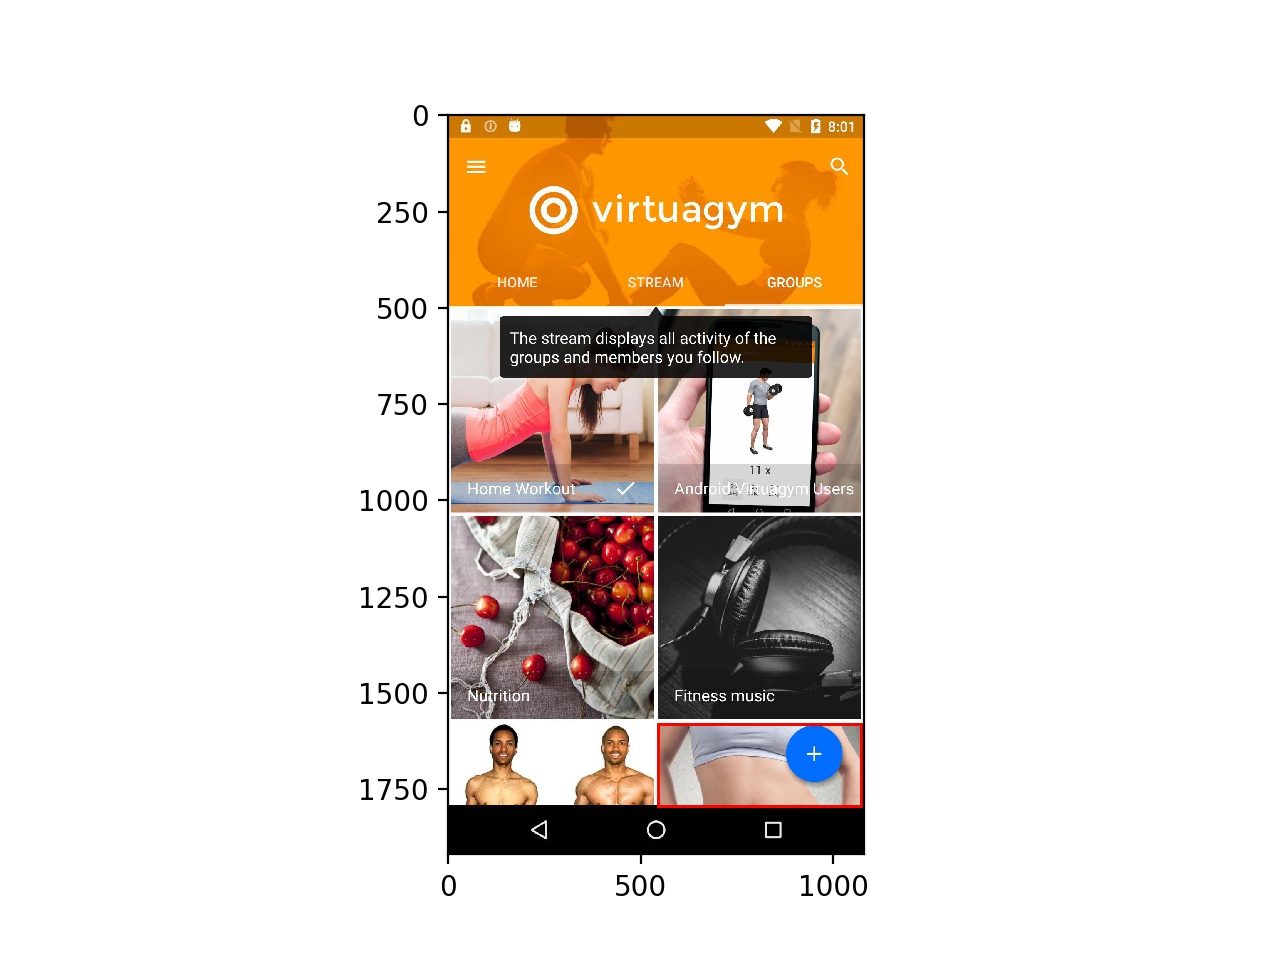 0
250
500
750
1000
1250
1500
1750
8:01
virtuagym
HOME STREAM GROUPS
The stream displays all activity of the
groups and members you follow.
11 x
Home Workout
Android Virtuagym Users
Nutrition
Fitness music
+
0 500 1000